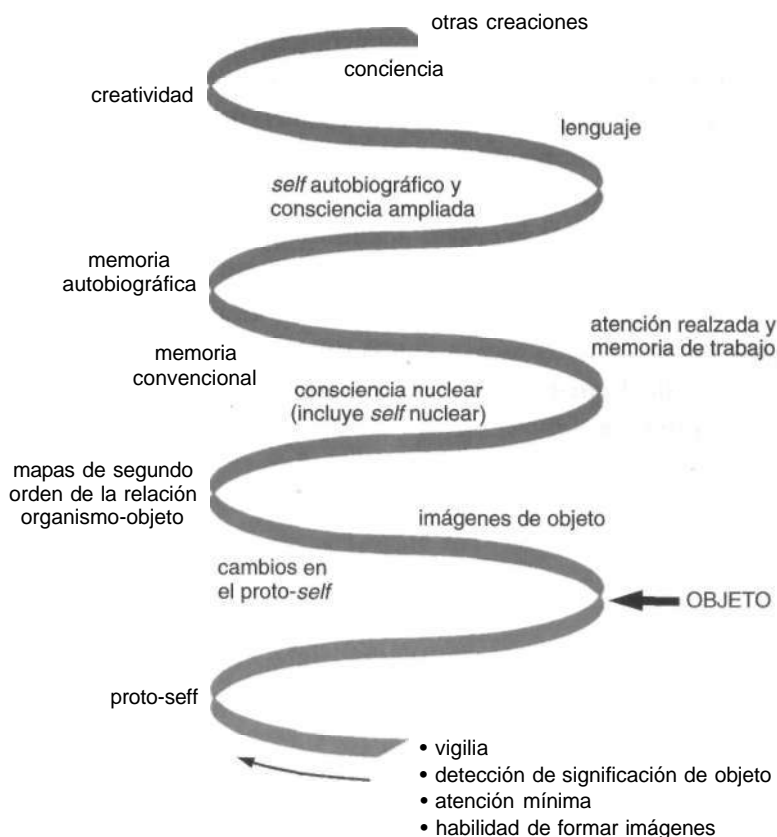 otras creaciones
conciencia
creatividad
lenguaje
self autobiográfico y
consciencia ampliada
memoria
autobiográfica
atención realzada y
memoria de trabajo
memoria
convencional
consciencia nuclear
(incluye self nuclear)
mapas de segundo
orden de la relación
organismo-objeto
imágenes de objeto
cambios en
el proto-self
OBJETO
proto-seff
• vigilia
• detección de significación de objeto
• atención mínima
• habilidad de formar imágenes